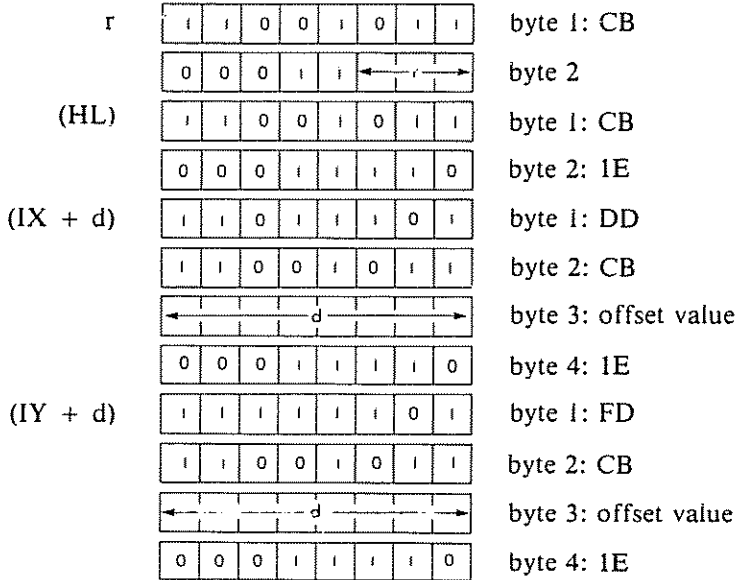 r 1 1 0 0 1 0 1 1 byte 1: CB
0 0 0 1 1 r byte 2
(HL) 1 1 0 0 1 0 1 1 byte 1: CB
0 0 0 1 1 1 1 0 byte 2: 1E
(IX + d) 1 1 0 1 1 1 0 1 byte 1: DD
1 1 0 0 1 0 1 1 byte 2: CB
d byte 3: offset value
0 0 0 1 1 1 1 0 byte 4: 1E
(IY + d) 1 1 1 1 1 1 0 1 byte 1: FD
1 1 0 0 1 0 1 1 byte 2: CB
d byte 3: offset value
0 0 0 1 1 1 1 0 byte 4: 1E